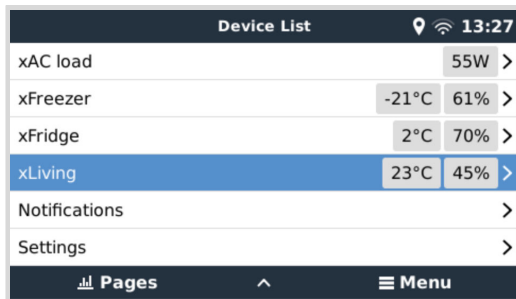 Device List 13:27
xAC load 55W
xFreezer -21°C 61%
xFridge 2°C 70%
xLiving 23°C 45%
Notifications
Settings
Pages Menu